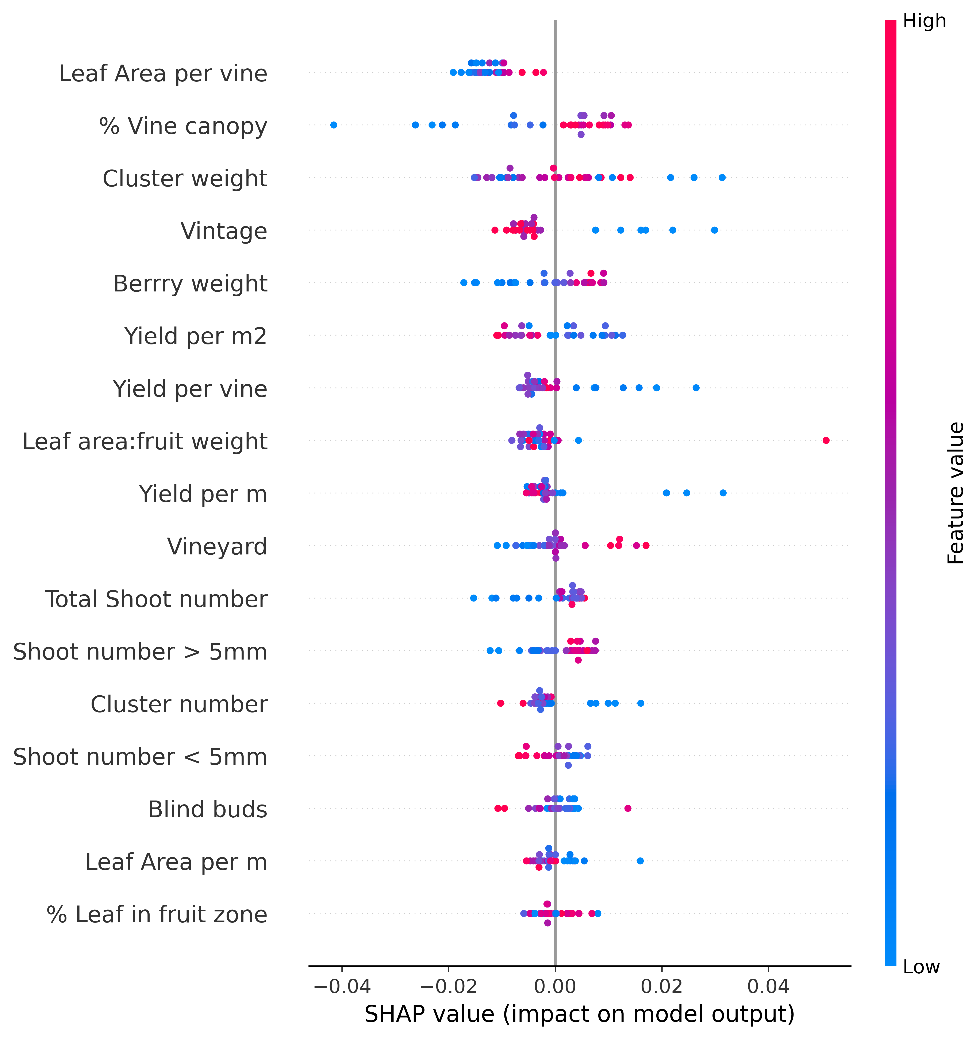 High
Leaf Area per vine
% Vine canopy
Cluster weight
Vintage
Berrry weight
Yield per m2
Yield per vine
Leaf area:fruit weight
Yield per m
Vineyard
Total Shoot number
Shoot number > 5mm
Cluster number
Shoot number < 5mm
Blind buds
Leaf Area per m
% Leaf in fruit zone
Feature value
Low
−0.04 −0.02 0.00 0.02 0.04
SHAP value (impact on model output)